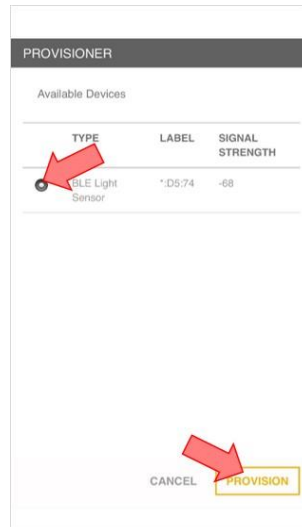 PROVISIONER
Available Devices
TYPE LABEL SIGNAL
STRENGTH
BLE Light *:D5:74 -68
Sensor
CANCEL PROVISION